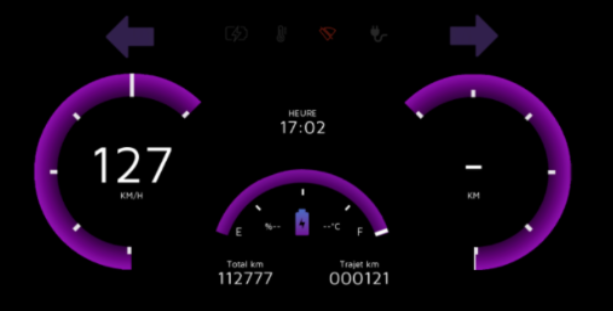 HEURE
17:02
127
KM/H
-
KM
E
%--
--°C
F
Total km
112777
Trajet km
000121